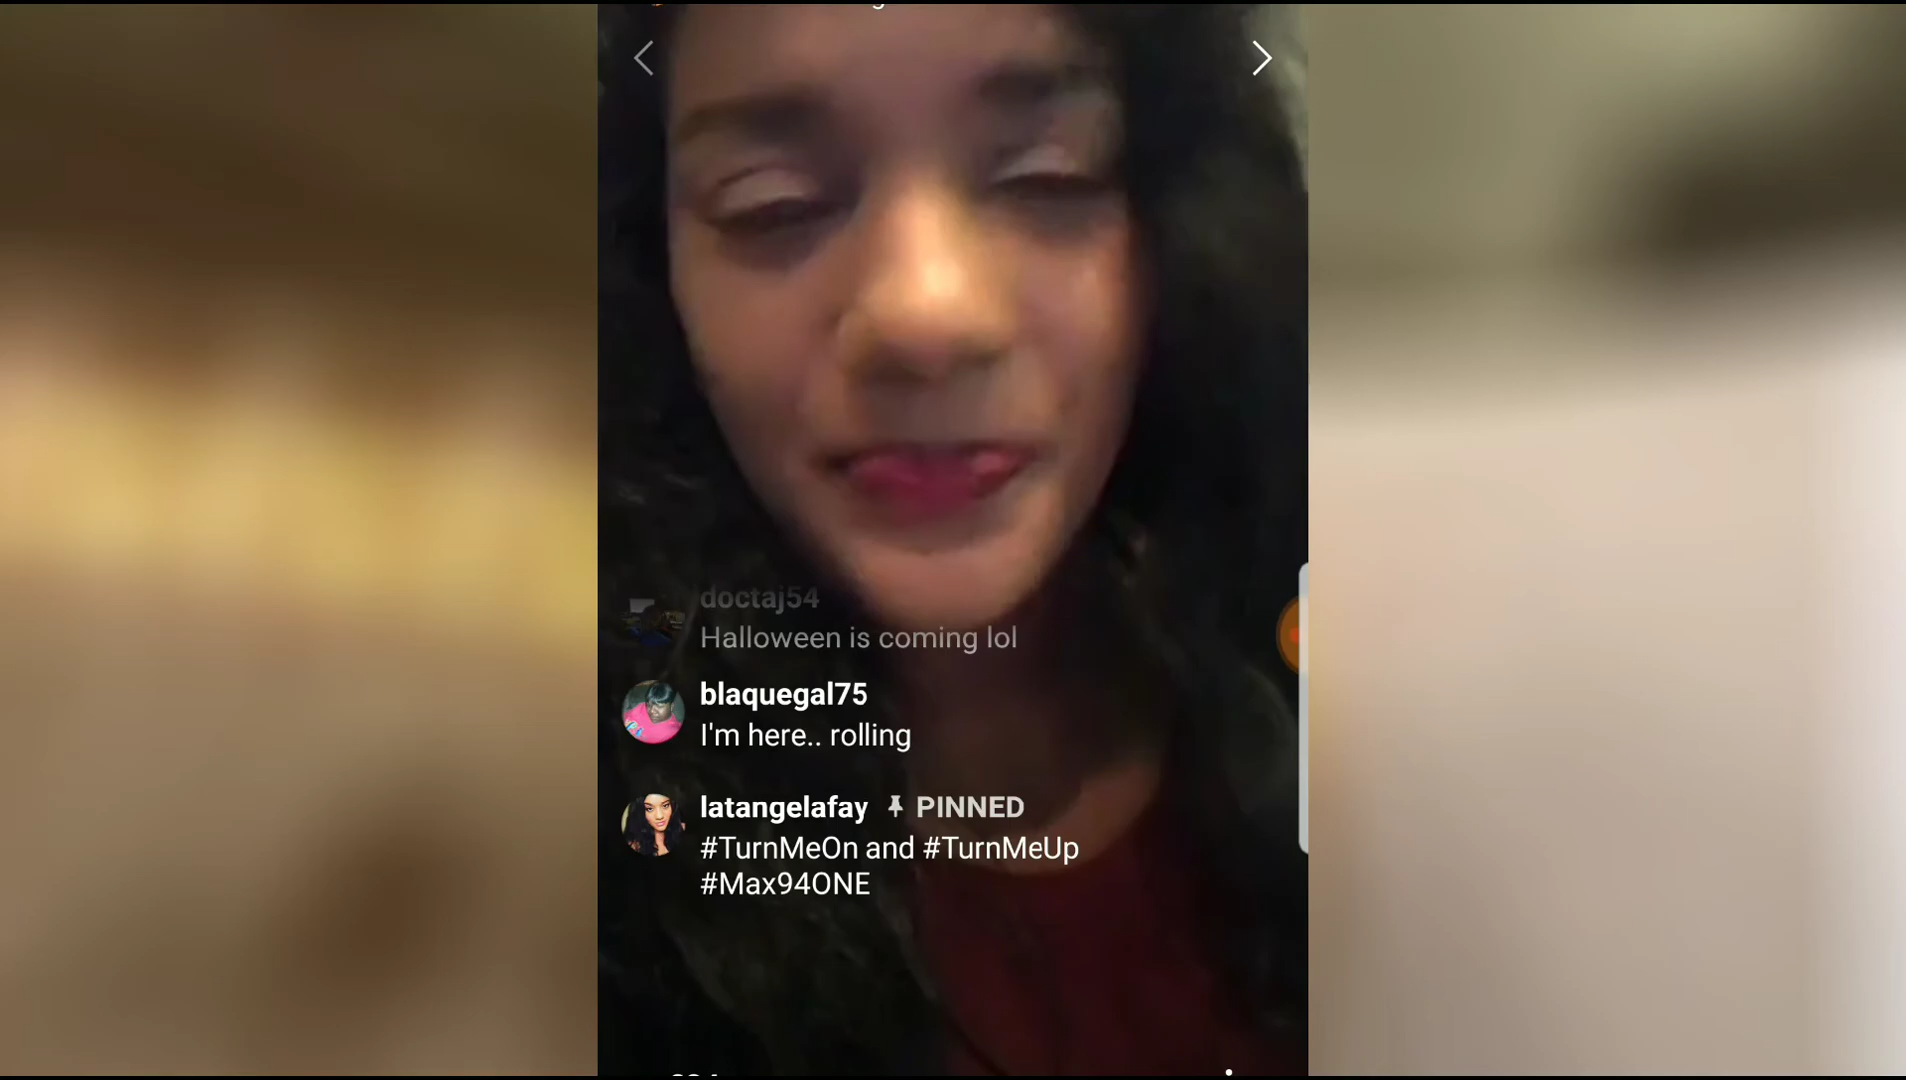 doctaj54
Halloween is coming lol
blaquegal75
I'm here.. rolling
latangelafay PINNED
#TurnMeOn and #TurnMeUp
#Max94ONE